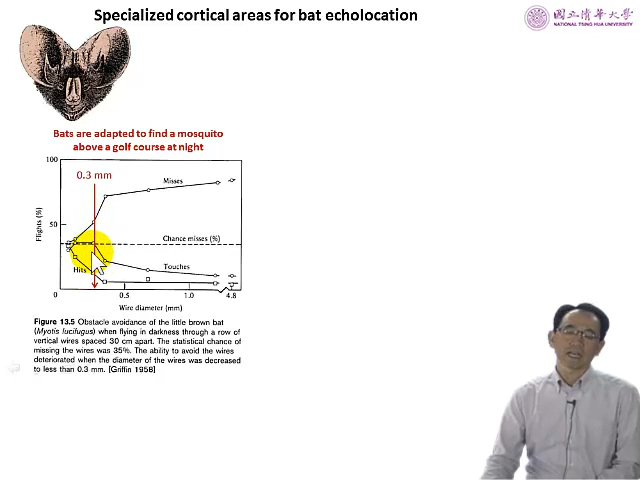 Specialized cortical areas for bat echolocation
國立清華大學
NATIONAL TSING HUA UNIVERSITY
Bats are adapted to find a mosquito
above a golf course at night
100
0.3 mm
Misses
Flights (%)
50
Chance misses (%)
Hits
Touches
0
0
0.5
1.0
4.8
Wire diameter (mm)
Figure 13.5 Obstacle avoidance of the little brown bat
(Myotis lucifugus) when flying in darkness through a row of
vertical wires spaced 30 cm apart. The statistical chance of
missing the wires was 35%. The ability to avoid the wires
deteriorated when the diameter of the wires was decreased
to less than 0.3 mm. [Griffin 1958]